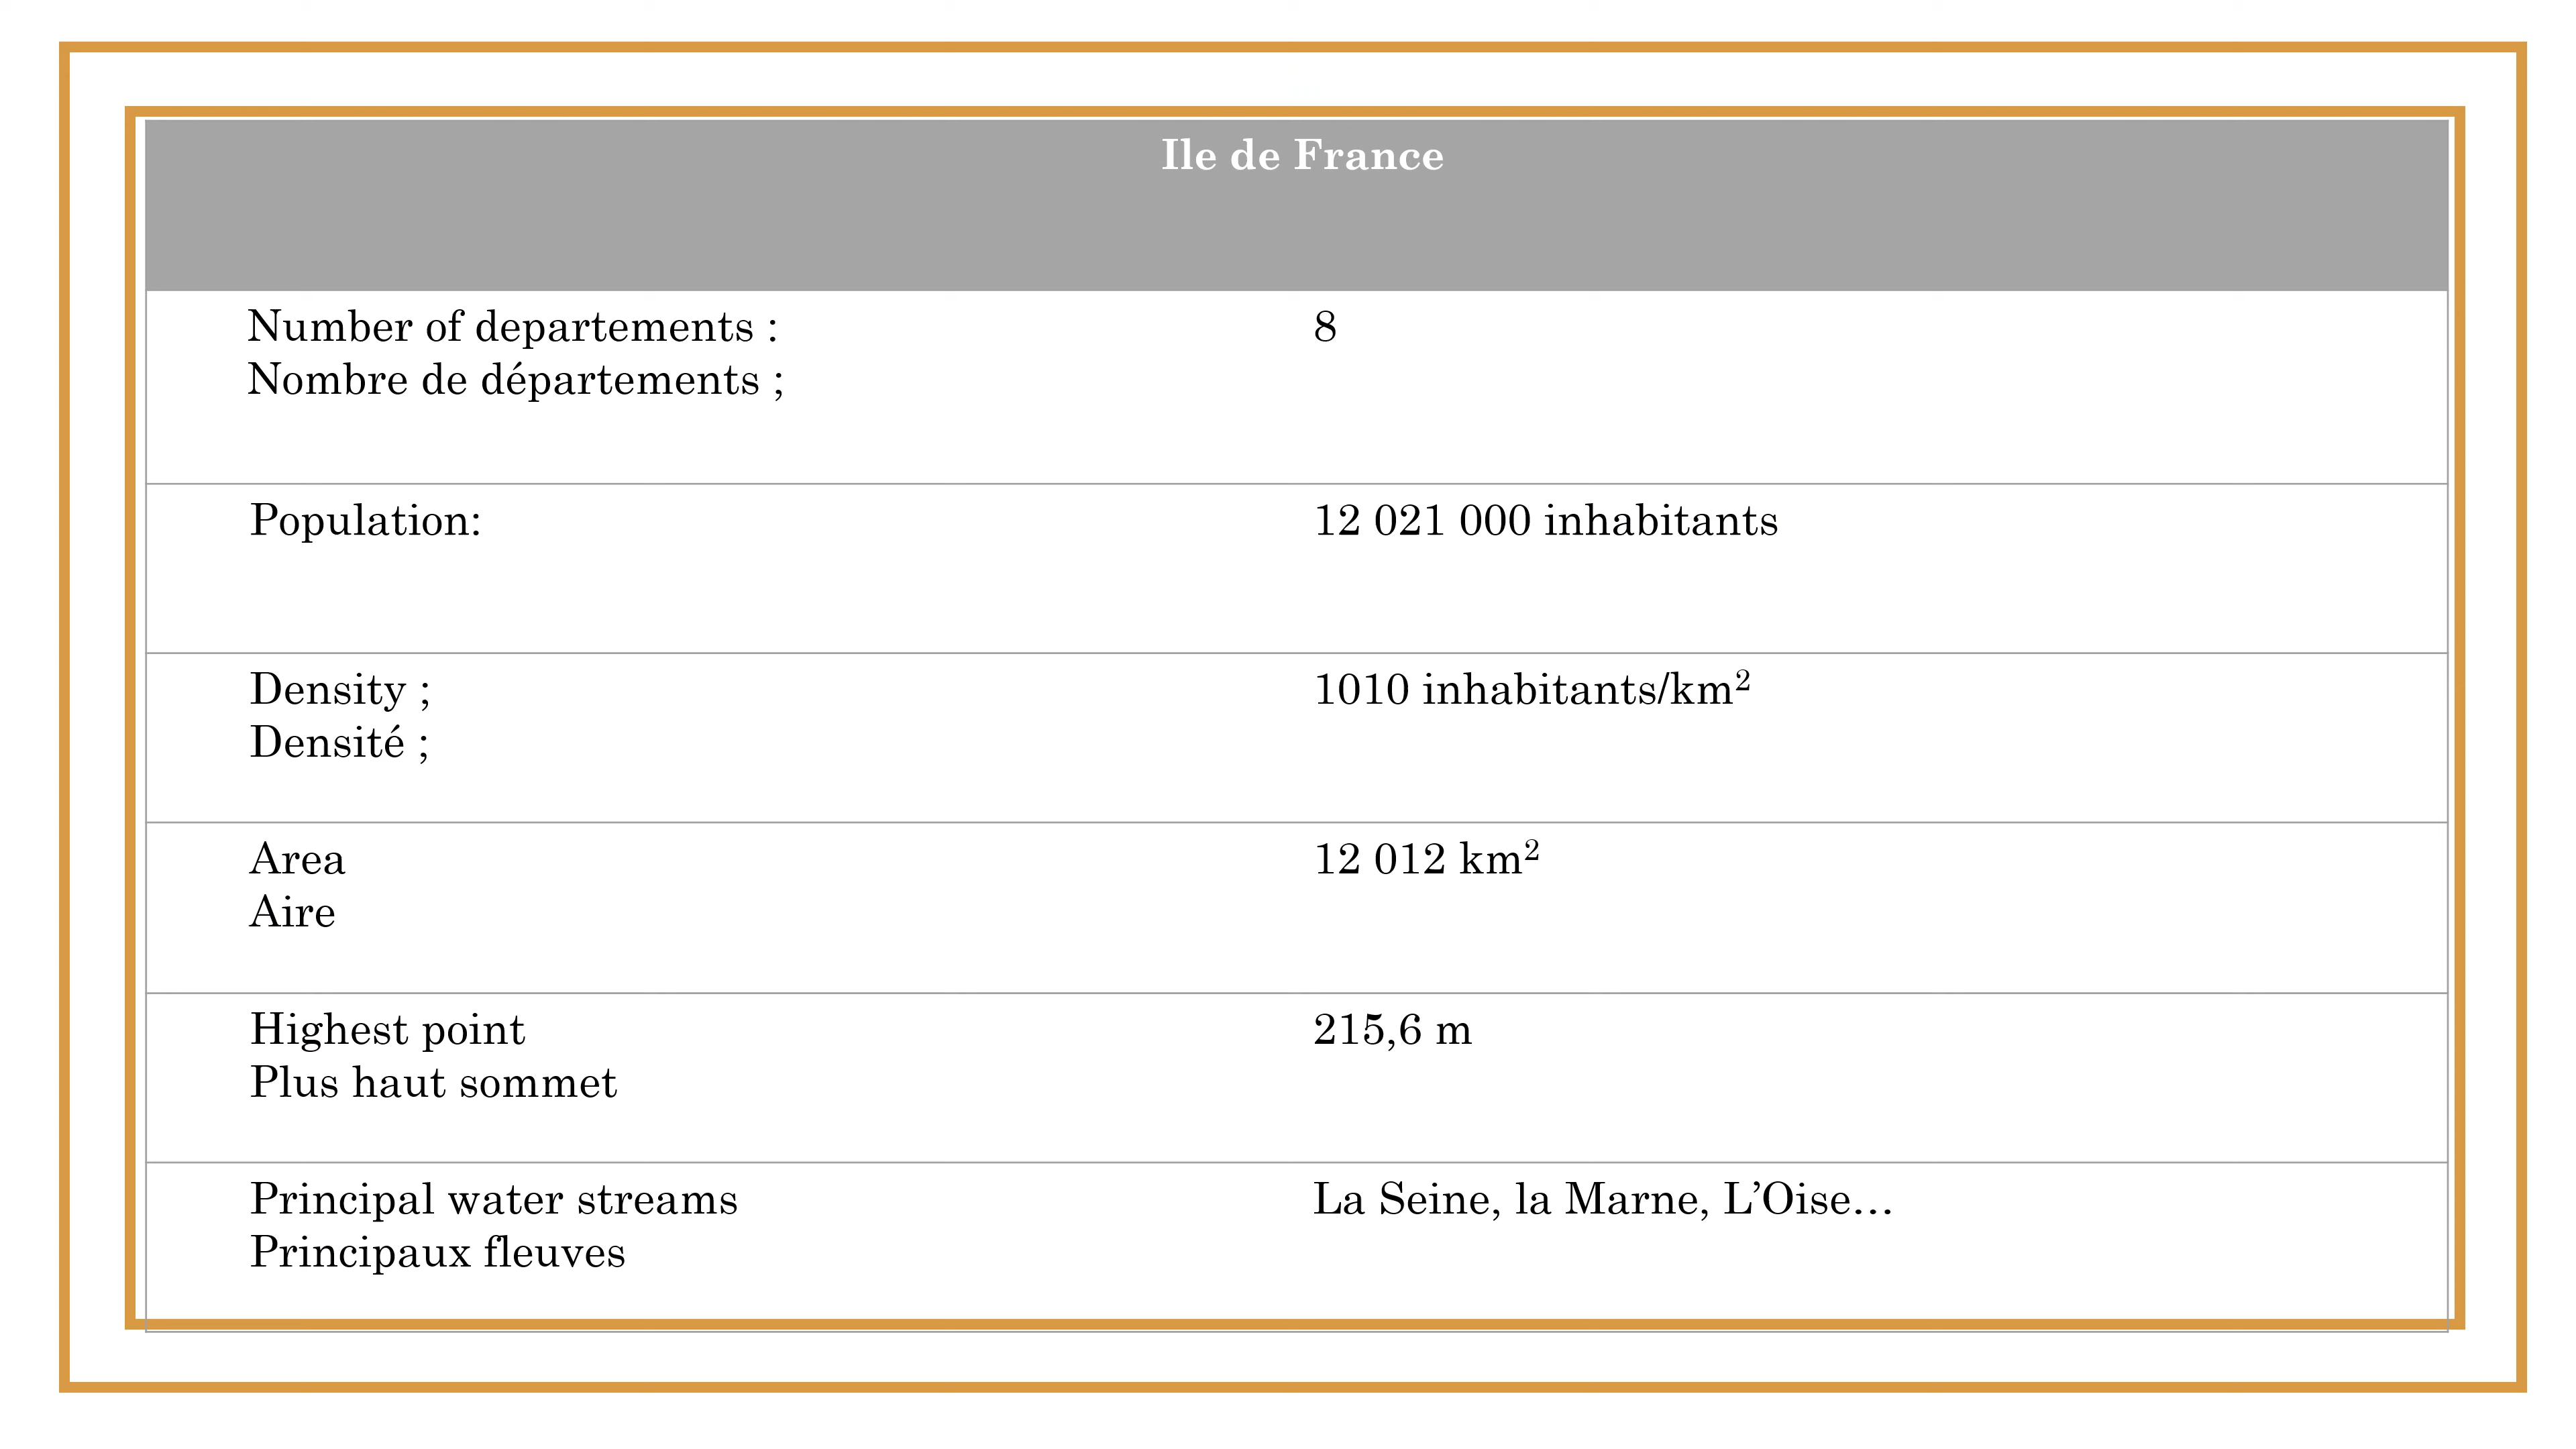 Ile de France
Number of departements :
Nombre de départements ;
8
Population:
12 021 000 inhabitants
Density ;
Densité ;
1010 inhabitants/km²
Area
Aire
12 012 km²
Highest point
Plus haut sommet
215,6 m
Principal water streams
Principaux fleuves
La Seine, la Marne, L’Oise…